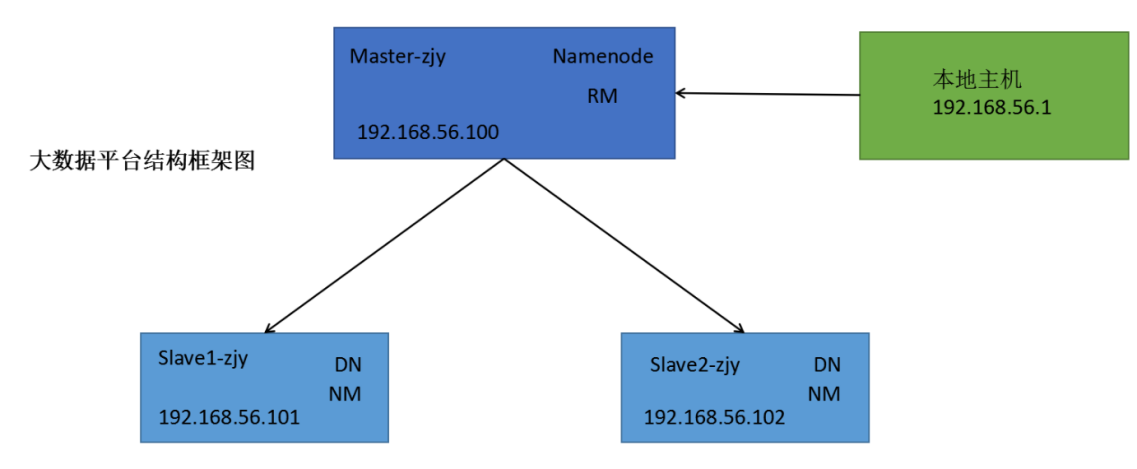 Master-zjy Namenode
RM
192.168.56.100
本地主机
192.168.56.1
大数据平台结构框架图
Slave1-zjy DN
NM
192.168.56.101
Slave2-zjy DN
NM
192.168.56.102